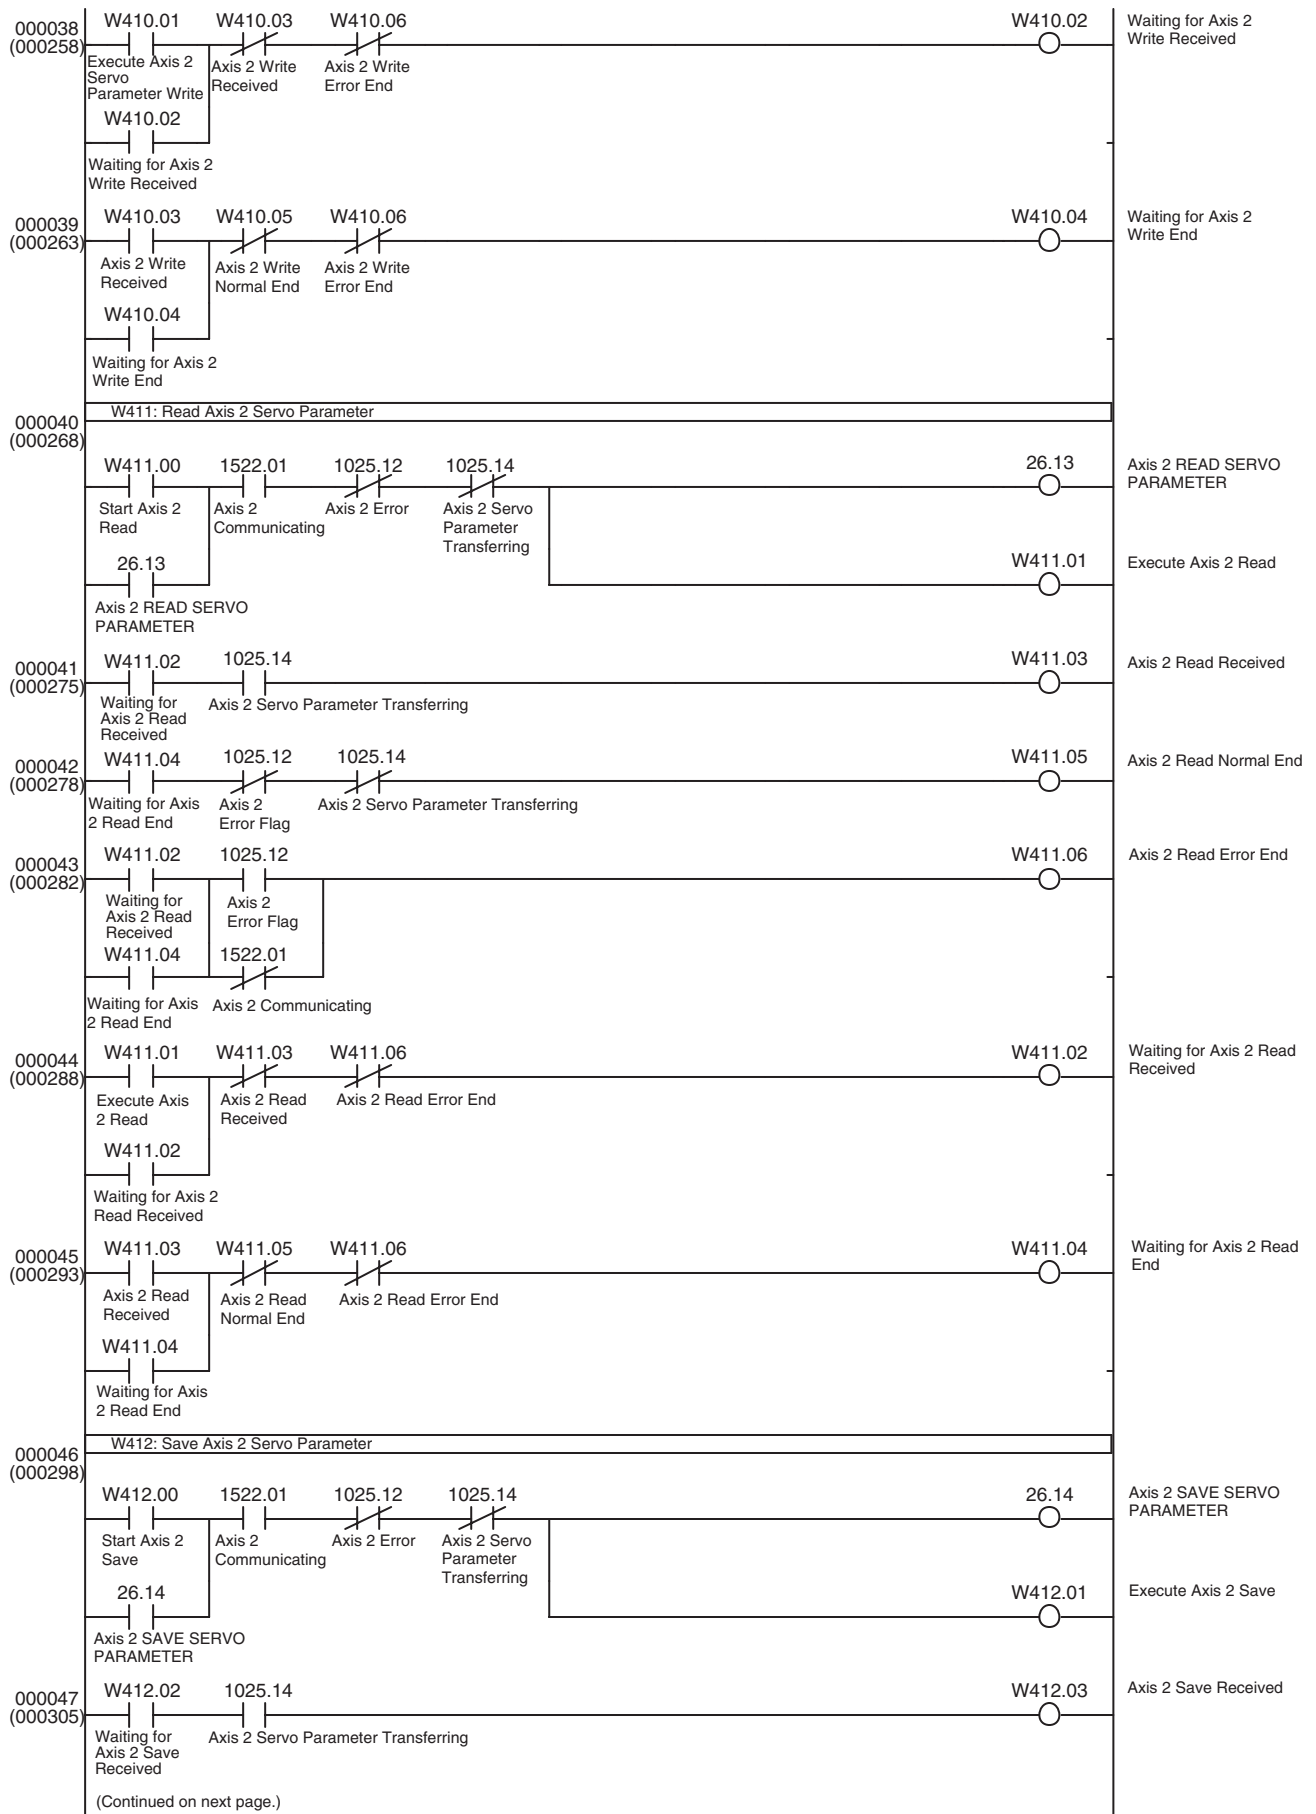 000038
(000258)
W410.01 W410.03 W410.06 W410.02
Waiting for Axis 2
Write Received
Execute Axis 2
Servo
Parameter Write
Axis 2 Write
Received
Axis 2 Write
Error End
W410.02
Waiting for Axis 2
Write Received
000039
(000263)
W410.03 W410.05 W410.06 W410.04
Waiting for Axis 2
Write End
Axis 2 Write
Received
Axis 2 Write
Normal End
Axis 2 Write
Error End
W410.04
Waiting for Axis 2
Write End
000040
(000268)
W411: Read Axis 2 Servo Parameter
W411.00 1522.01 1025.12 1025.14 26.13
Axis 2 READ SERVO
PARAMETER
Start Axis 2
Read
Axis 2
Communicating
Axis 2 Error
Axis 2 Servo
Parameter
Transferring
26.13 W411.01
Execute Axis 2 Read
Axis 2 READ SERVO
PARAMETER
000041
(000275)
W411.02 1025.14 W411.03
Axis 2 Read Received
Waiting for
Axis 2 Read
Received
Axis 2 Servo Parameter Transferring
000042
(000278)
W411.04 1025.12 1025.14 W411.05
Axis 2 Read Normal End
Waiting for Axis
2 Read End
Axis 2
Error Flag
Axis 2 Servo Parameter Transferring
000043
(000282)
W411.02 1025.12 W411.06
Axis 2 Read Error End
Waiting for
Axis 2 Read
Received
Axis 2
Error Flag
W411.04 1522.01
Waiting for Axis
2 Read End
Axis 2 Communicating
000044
(000288)
W411.01 W411.03 W411.06 W411.02
Waiting for Axis 2 Read
Received
Execute Axis
2 Read
Axis 2 Read
Received
Axis 2 Read Error End
W411.02
Waiting for Axis 2
Read Received
000045
(000293)
W411.03 W411.05 W411.06 W411.04
Waiting for Axis 2 Read
End
Axis 2 Read
Received
Axis 2 Read
Normal End
Axis 2 Read Error End
W411.04
Waiting for Axis
2 Read End
000046
(000298)
W412: Save Axis 2 Servo Parameter
W412.00 1522.01 1025.12 1025.14 26.14
Axis 2 SAVE SERVO
PARAMETER
Start Axis 2
Save
Axis 2
Communicating
Axis 2 Error
Axis 2 Servo
Parameter
Transferring
26.14 W412.01
Execute Axis 2 Save
Axis 2 SAVE SERVO
PARAMETER
000047
(000305)
W412.02 1025.14 W412.03
Axis 2 Save Received
Waiting for
Axis 2 Save
Received
Axis 2 Servo Parameter Transferring
(Continued on next page.)